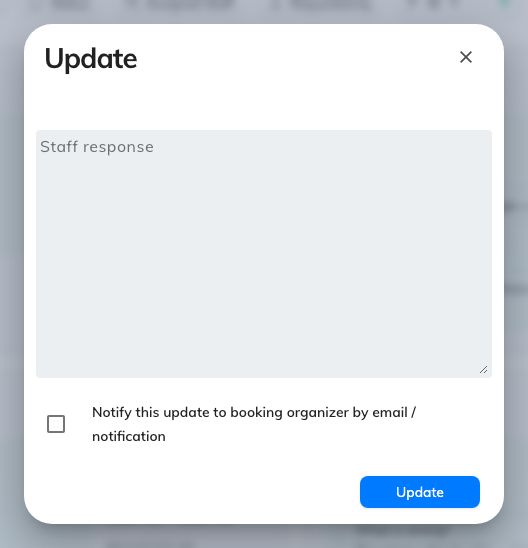 Update
Staff response
Notify this update to booking organizer by email /
notification
Update